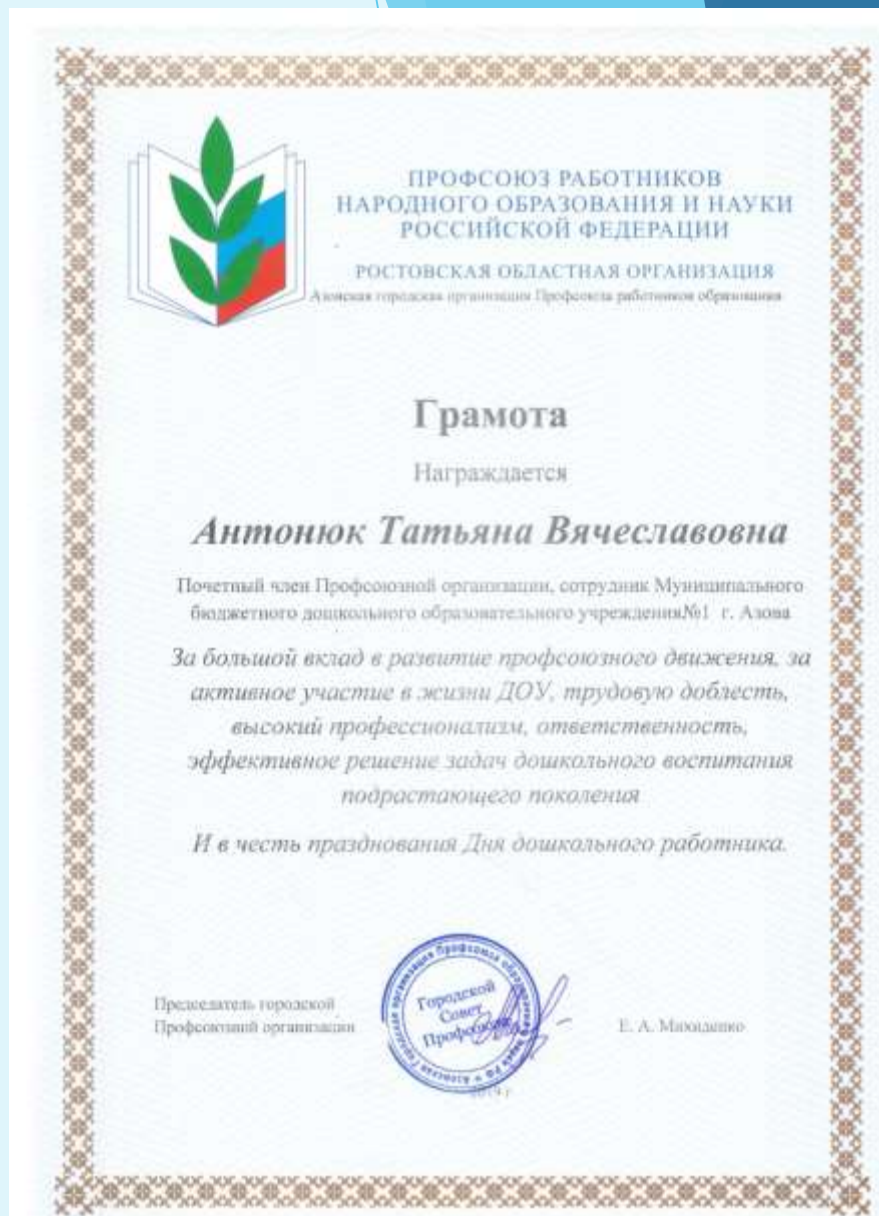 ПРОФСОЮЗ РАБОТНИКОВ
НАРОДНОГО ОБРАЗОВАНИЯ И НАУКИ
РОССИЙСКОЙ ФЕДЕРАЦИИ
РОСТОВСКАЯ ОБЛАСТНАЯ ОРГАНИЗАЦИЯ
Азовская городская организация Профсоюза работников образования
Грамота
Награждается
Антонюк Татьяна Вячеславовна
Почетный член Профсоюзной организации, сотрудник Муниципального
бюджетного дошкольного образовательного учреждения№1 г. Азова
За большой вклад в развитие профсоюзного движения, за
активное участие в жизни ДОУ, трудовую доблесть,
высокий профессионализм, ответственность,
эффективное решение задач дошкольного воспитания
подрастающего поколения
И в честь празднования Дня дошкольного работника.
Председатель городской
Профсоюзной организации
Городской
Совет
Профсоюза
Е. А.
2019 г